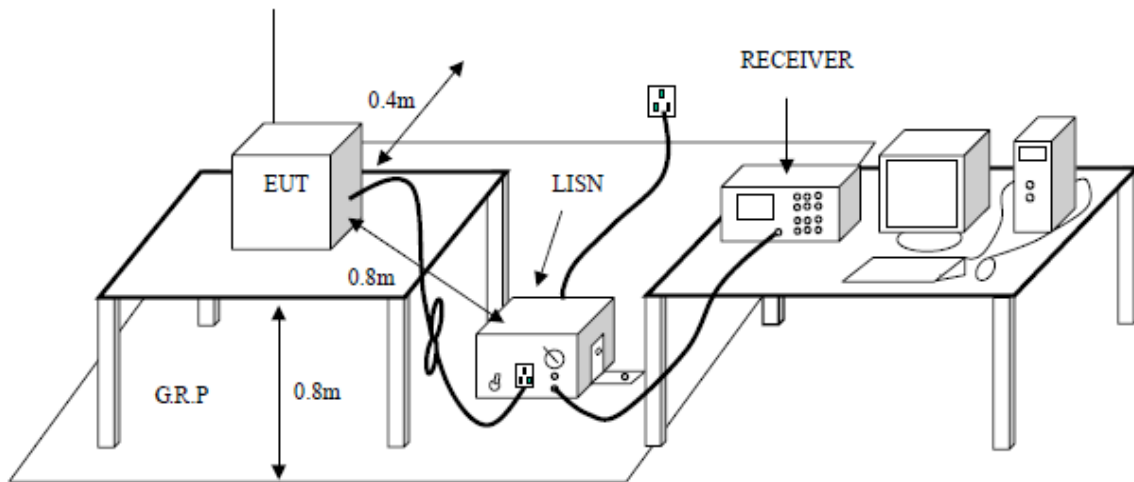 RECEIVER
0.4m
EUT
LISN
0.8m
G.R.P
0.8m